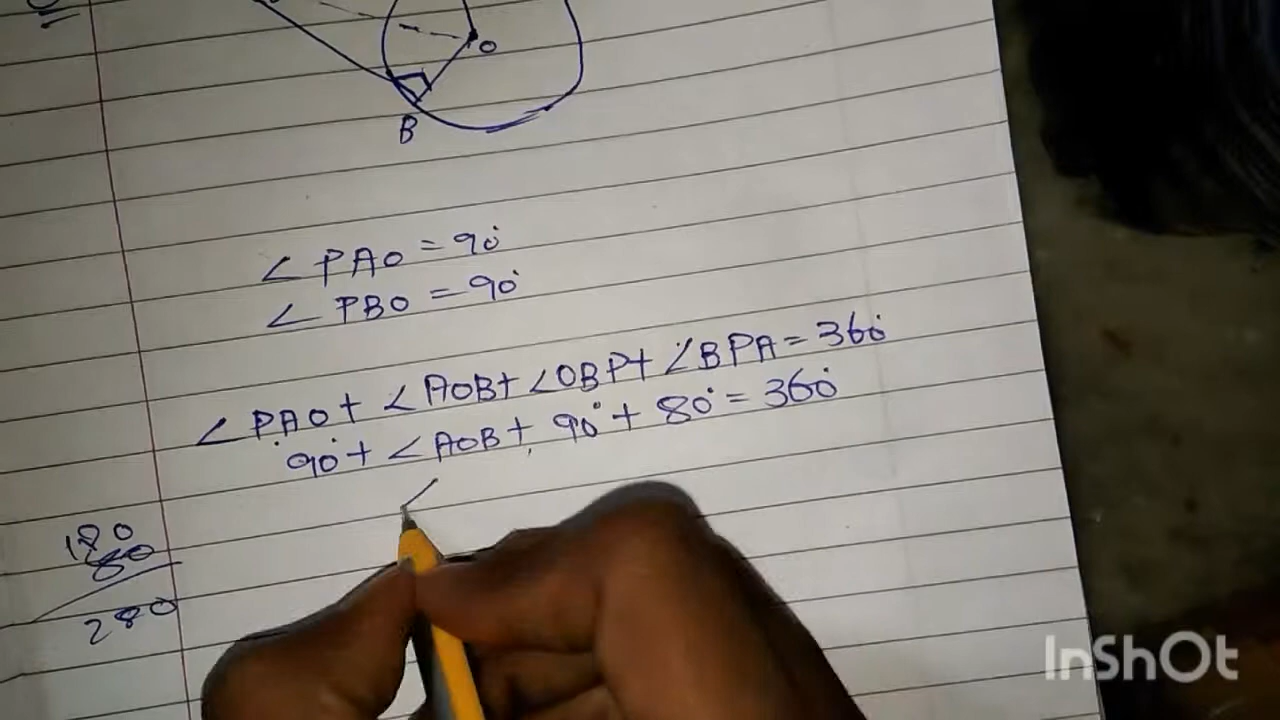 O
B
∠PAO = 90°
∠PBO = 90°
∠PAO + ∠AOB + ∠OBP + ∠BPA = 360°
90° + ∠AOB + 90° + 80° = 360°
∠
180
80
280
InShOt